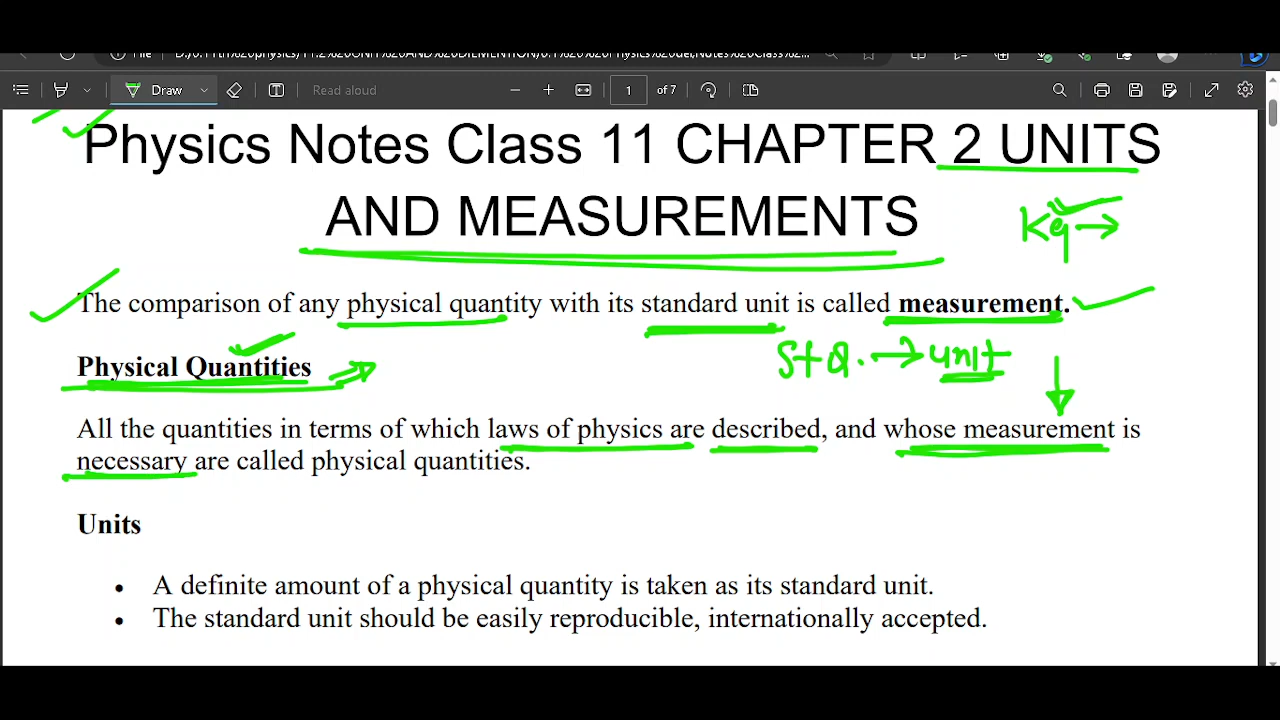 File
Draw
Read aloud
1 of 7
Physics Notes Class 11 CHAPTER 2 UNITS
AND MEASUREMENTS
Kg →
The comparison of any physical quantity with its standard unit is called measurement.
St Q. → unit
Physical Quantities
All the quantities in terms of which laws of physics are described, and whose measurement is
necessary are called physical quantities.
Units
• A definite amount of a physical quantity is taken as its standard unit.
• The standard unit should be easily reproducible, internationally accepted.